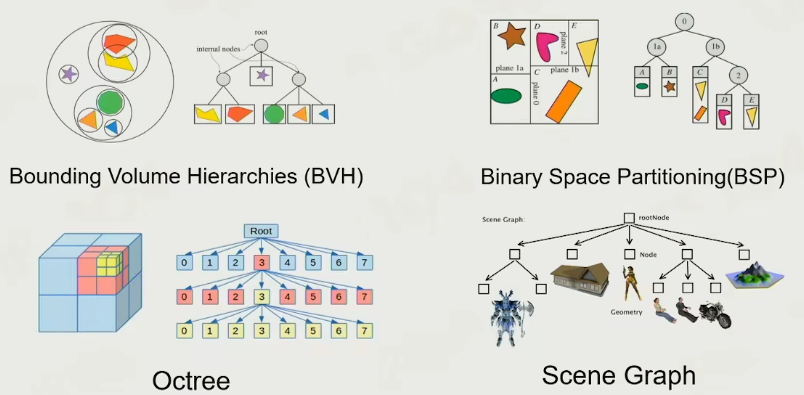 root
internal nodes
Bounding Volume Hierarchies (BVH)
B
D
E
plane 2
plane 1a
C
plane 1b
A
plane 0
0
1a
1b
A
B
C
2
D
E
Binary Space Partitioning(BSP)
Root
0 1 2 3 4 5 6 7
0 1 2 3 4 5 6 7
0 1 2 3 4 5 6 7
Octree
Scene Graph:
rootNode
Node
Geometry
Scene Graph